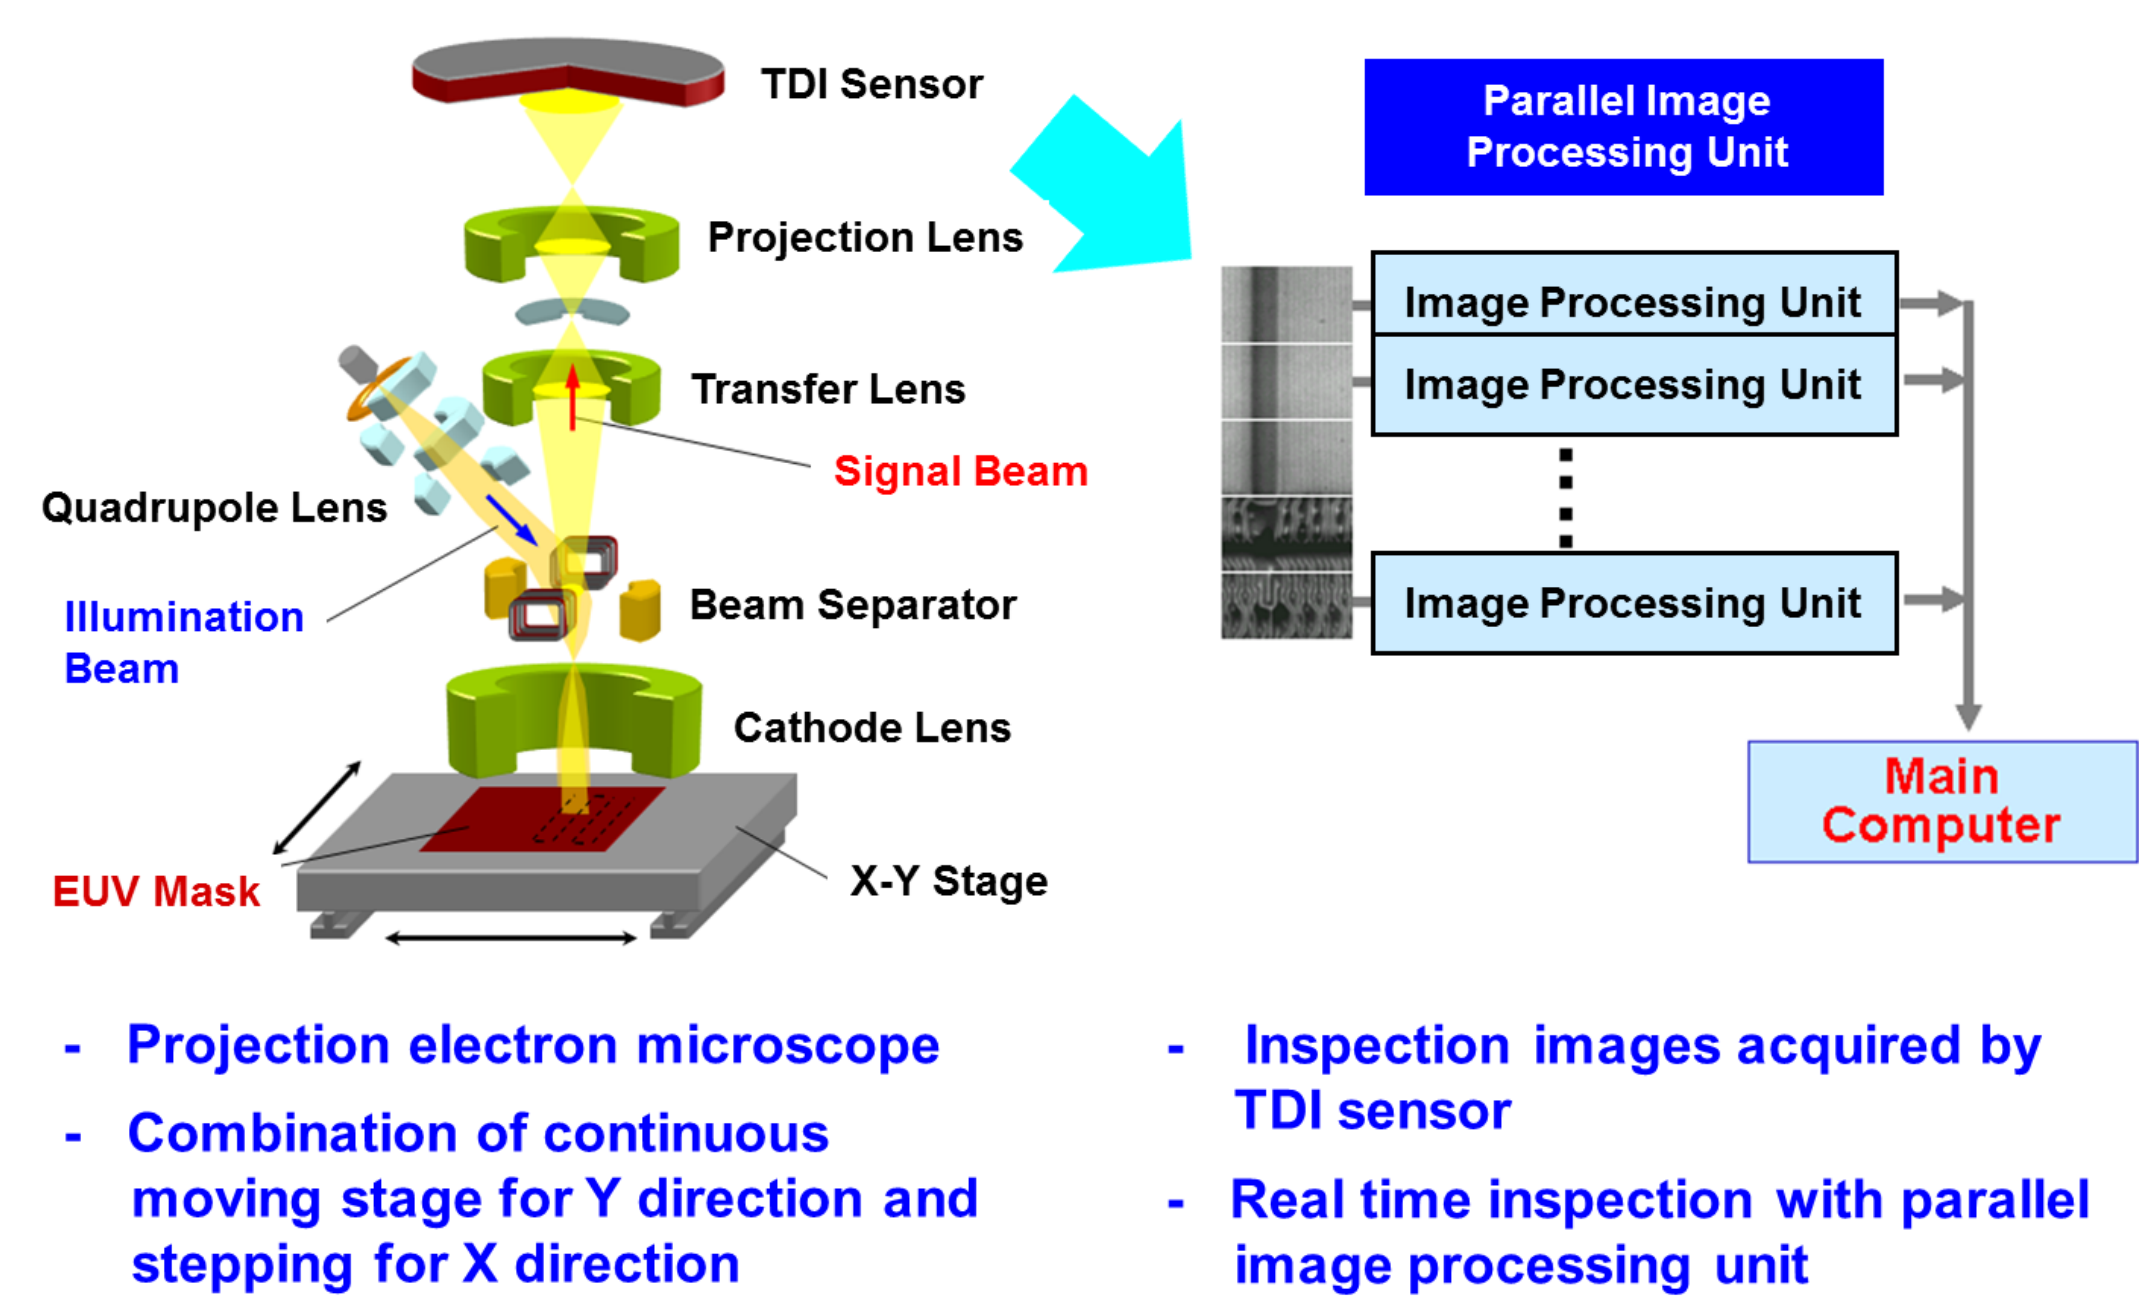 TDI Sensor
Projection Lens
Transfer Lens
Signal Beam
Quadrupole Lens
Illumination
Beam
Beam Separator
Cathode Lens
EUV Mask
X-Y Stage
Parallel Image
Processing Unit
Image Processing Unit
Image Processing Unit
Image Processing Unit
Main
Computer
- Projection electron microscope
- Combination of continuous
moving stage for Y direction and
stepping for X direction
- Inspection images acquired by
TDI sensor
- Real time inspection with parallel
image processing unit